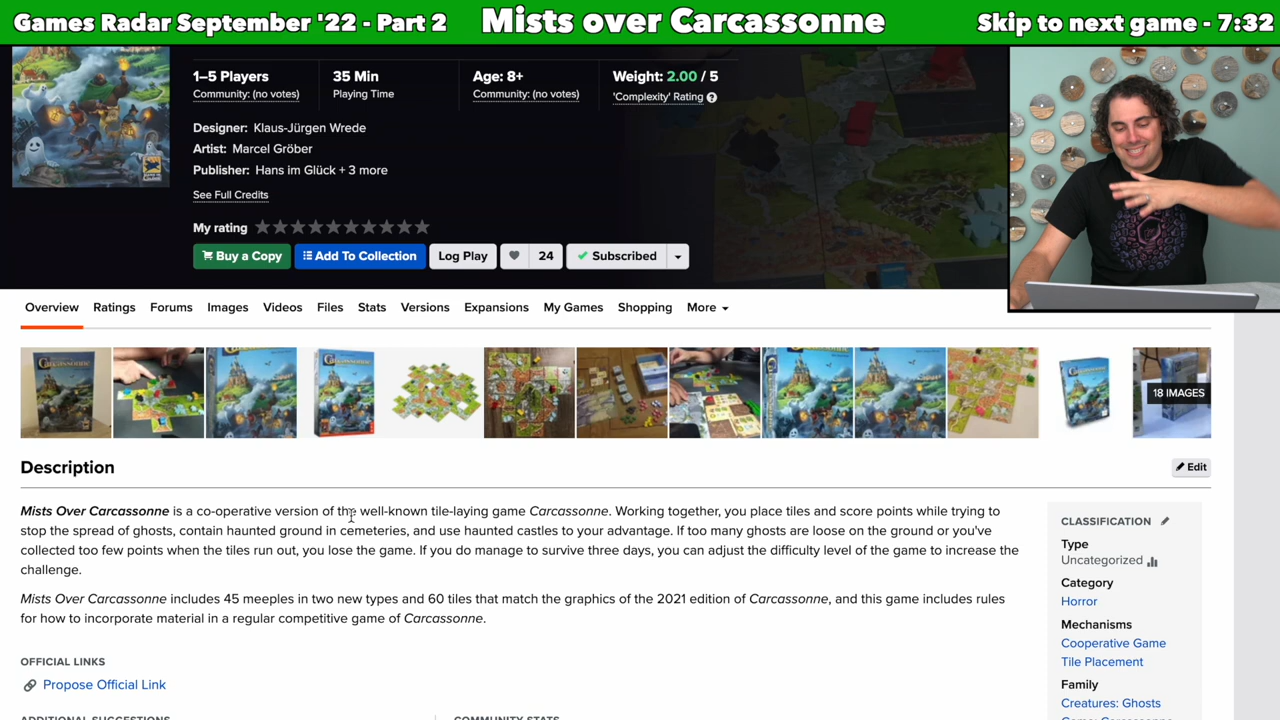 Games Radar September '22 - Part 2
Mists over Carcassonne
Skip to next game - 7:32
1–5 Players
Community: (no votes)
35 Min
Playing Time
Age: 8+
Community: (no votes)
Weight: 2.00 / 5
'Complexity' Rating ?
Designer: Klaus-Jürgen Wrede
Artist: Marcel Gröber
Publisher: Hans im Glück + 3 more
See Full Credits
My rating
Buy a Copy
Add To Collection
Log Play
24
Subscribed
Overview Ratings Forums Images Videos Files Stats Versions Expansions My Games Shopping More
Carcassonne
Carcassonne
18 IMAGES
Description
Edit
Mists Over Carcassonne is a co-operative version of the well-known tile-laying game Carcassonne. Working together, you place tiles and score points while trying to
stop the spread of ghosts, contain haunted ground in cemeteries, and use haunted castles to your advantage. If too many ghosts are loose on the ground or you've
collected too few points when the tiles run out, you lose the game. If you do manage to survive three days, you can adjust the difficulty level of the game to increase the
challenge.
Mists Over Carcassonne includes 45 meeples in two new types and 60 tiles that match the graphics of the 2021 edition of Carcassonne, and this game includes rules
for how to incorporate material in a regular competitive game of Carcassonne.
OFFICIAL LINKS
Propose Official Link
ADDITIONAL SUGGESTIONS
COMMUNITY STATS
CLASSIFICATION
Type
Uncategorized
Category
Horror
Mechanisms
Cooperative Game
Tile Placement
Family
Creatures: Ghosts
Game: Carcassonne